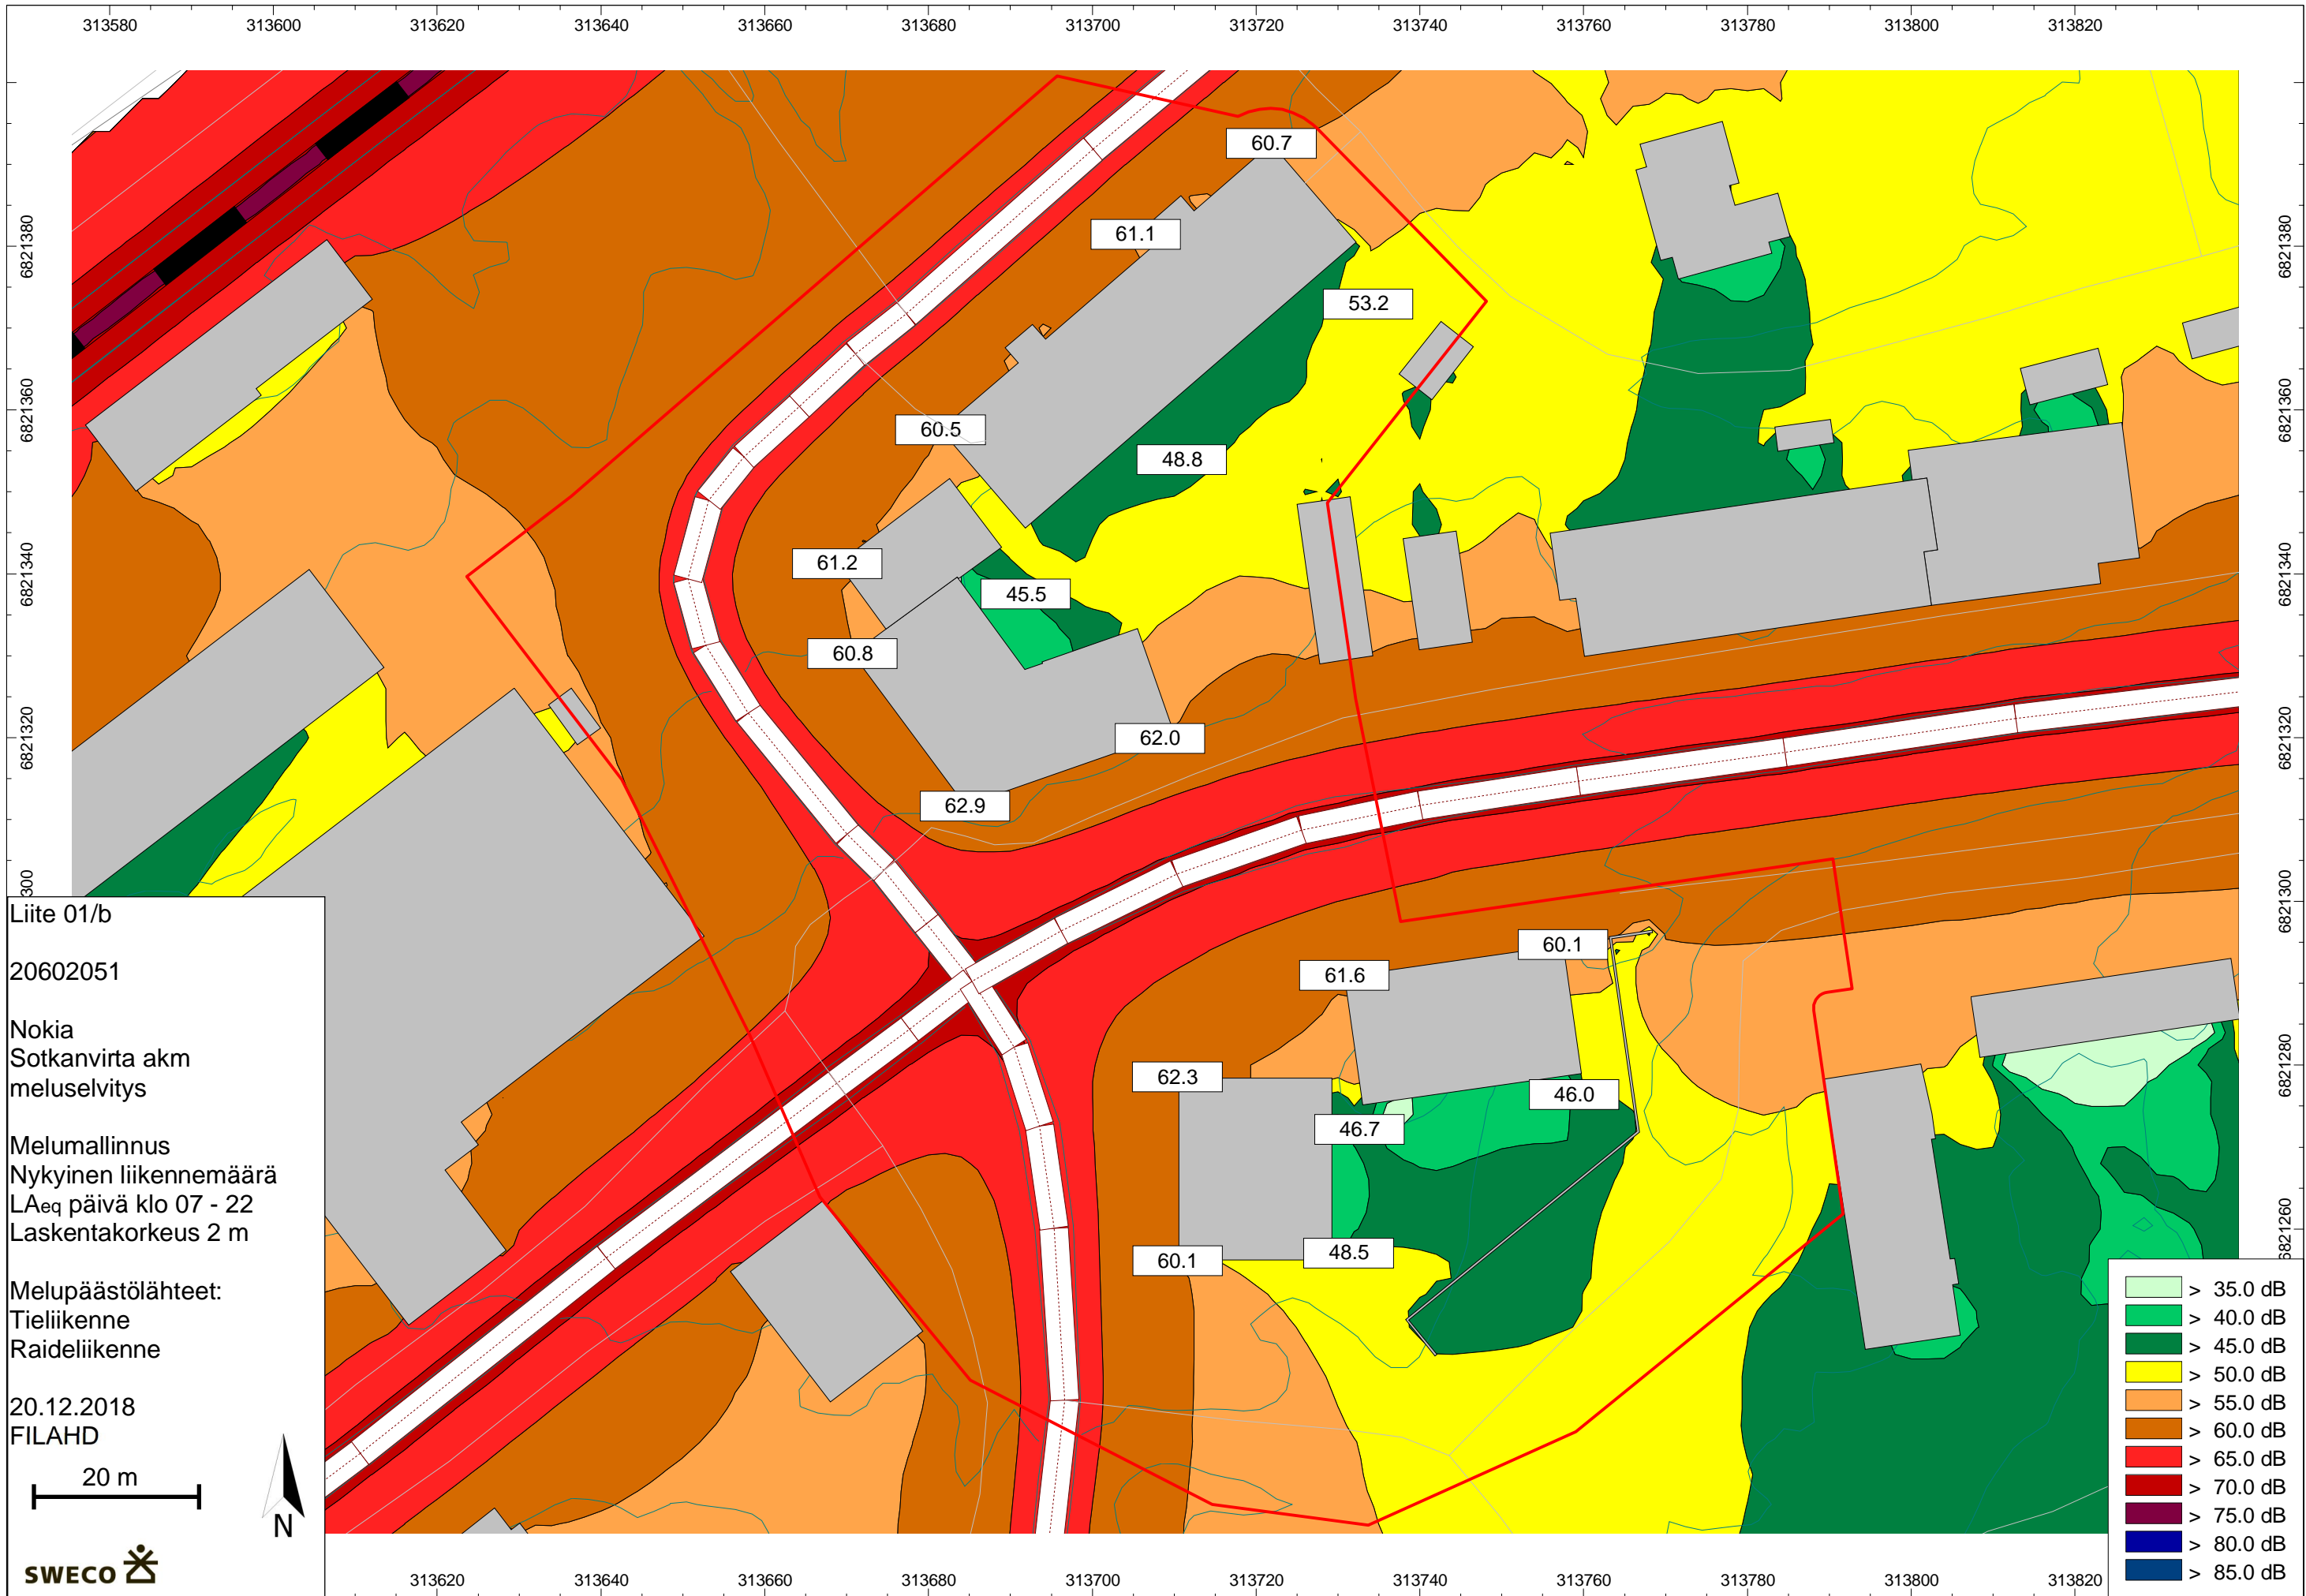 313580 313600 313620 313640 313660 313680 313700 313720 313740 313760 313780 313800 313820
6821380
6821360
6821340
6821320
6821300
6821380
6821360
6821340
6821320
6821300
6821280
6821260
60.7
61.1
53.2
60.5
48.8
61.2
45.5
60.8
62.0
62.9
60.1
61.6
62.3
46.0
46.7
60.1
48.5
Liite 01/b
20602051
Nokia
Sotkanvirta akm
meluselvitys
Melumallinnus
Nykyinen liikennemäärä
LAeq päivä klo 07 - 22
Laskentakorkeus 2 m
Melupäästölähteet:
Tieliikenne
Raideliikenne
20.12.2018
FILAHD
20 m
N
SWECO
> 35.0 dB
> 40.0 dB
> 45.0 dB
> 50.0 dB
> 55.0 dB
> 60.0 dB
> 65.0 dB
> 70.0 dB
> 75.0 dB
> 80.0 dB
> 85.0 dB
313620 313640 313660 313680 313700 313720 313740 313760 313780 313800 313820